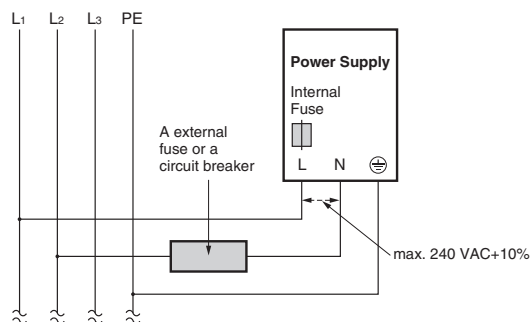 L1 L2 L3 PE
Power Supply
Internal
Fuse
A external
fuse or a
circuit breaker
L N
max. 240 VAC+10%